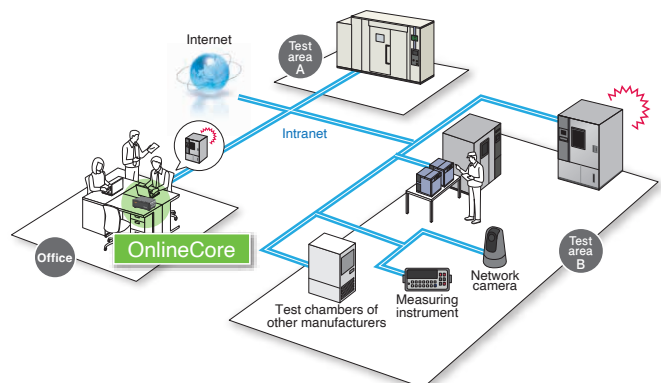 Internet
Test
area
A
Intranet
Office
OnlineCore
Test chambers of
other manufacturers
Measuring
instrument
Network
camera
Test
area
B